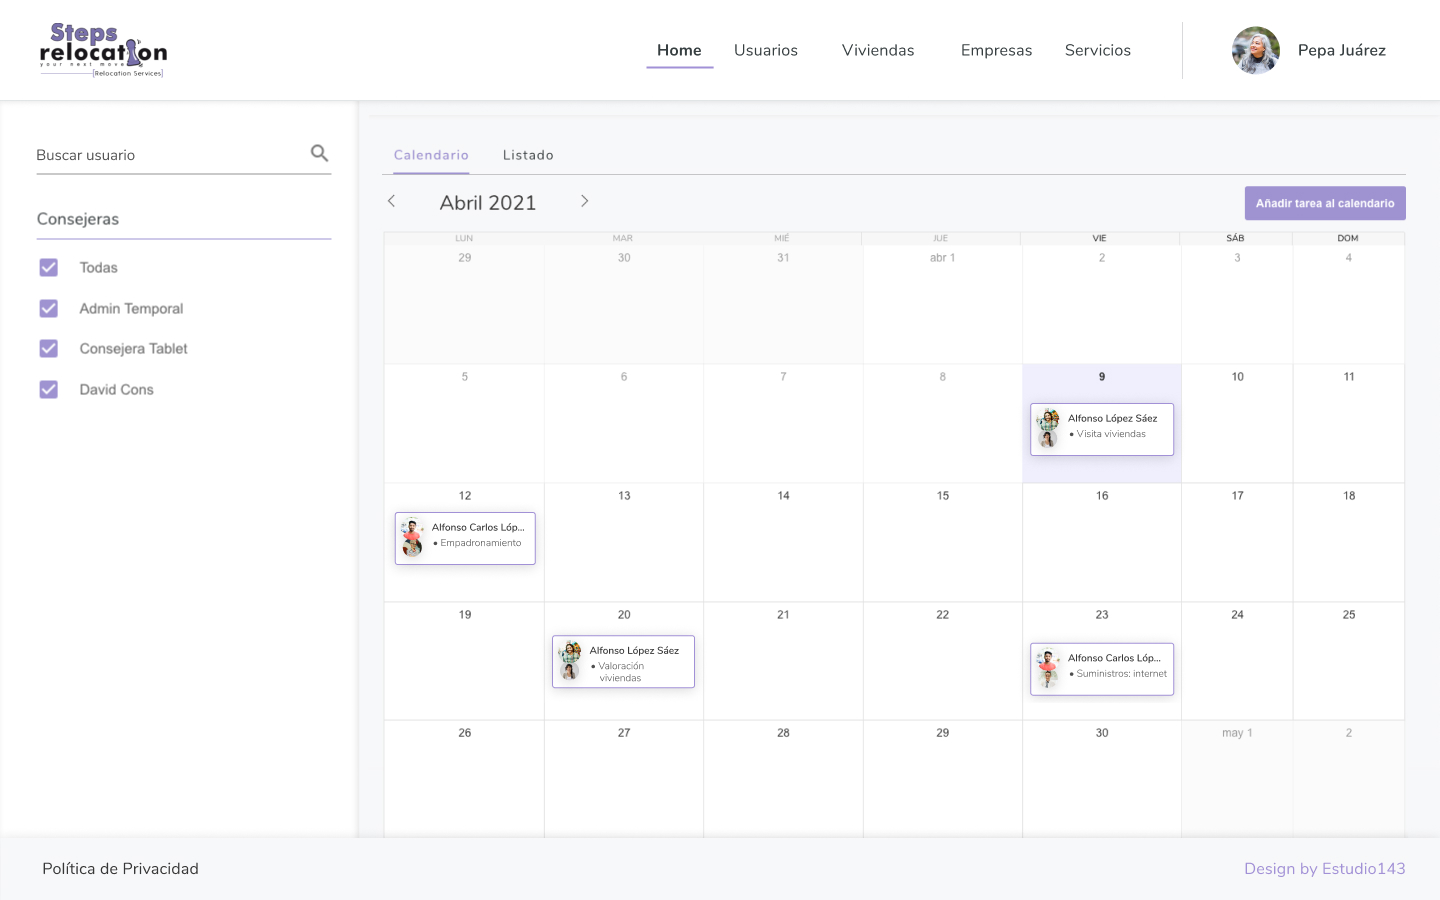 Steps
relocation
your next move
[Relocation Services]
Home
Usuarios
Viviendas
Empresas
Servicios
Pepa Juárez
Buscar usuario
Consejeras
Todas
Admin Temporal
Consejera Tablet
David Cons
Calendario
Listado
Abril 2021
Añadir tarea al calendario
LUN MAR MIÉ JUE VIE SÁB DOM
29 30 31 abr 1 2 3 4
5 6 7 8 9 10 11
Alfonso López Sáez
• Visita viviendas
12 13 14 15 16 17 18
Alfonso Carlos Lóp...
• Empadronamiento
19 20 21 22 23 24 25
Alfonso López Sáez
• Valoración
viviendas
Alfonso Carlos Lóp...
• Suministros: internet
26 27 28 29 30 may 1 2
Política de Privacidad
Design by Estudio143